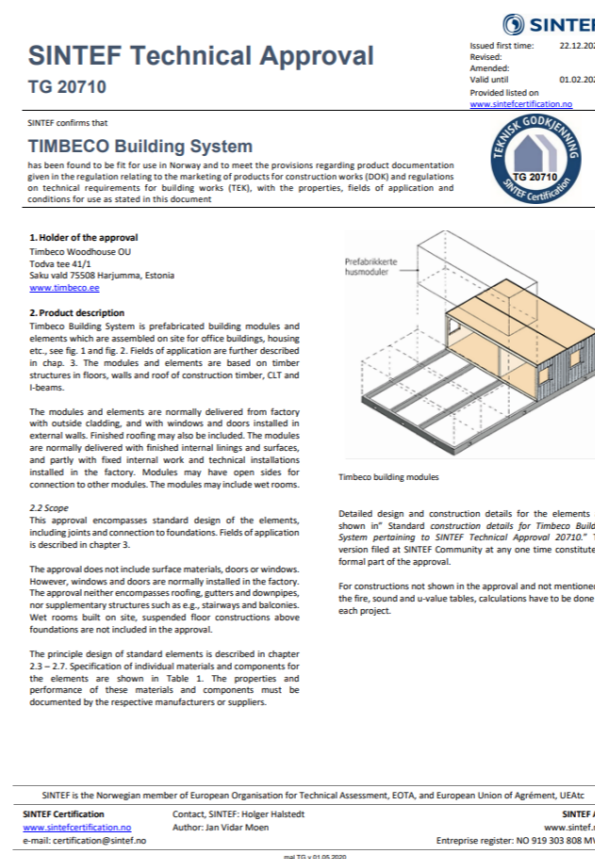 SINTEF
SINTEF Technical Approval
TG 20710
Issued first time: 22.12.202
Revised:
Amended:
Valid until 01.02.202
Provided listed on
www.sintefcertification.no
SINTEF confirms that
TIMBECO Building System
has been found to be fit for use in Norway and to meet the provisions regarding product documentation
given in the regulation relating to the marketing of products for construction works (DOK) and regulations
on technical requirements for building works (TEK), with the properties, fields of application and
conditions for use as stated in this document
TEKNISK GODKJENNING
TG 20710
SINTEF Certification
1. Holder of the approval
Timbeco Woodhouse OU
Todva tee 41/1
Saku vald 75508 Harjumma, Estonia
www.timbeco.ee
2. Product description
Timbeco Building System is prefabricated building modules and
elements which are assembled on site for office buildings, housing
etc., see fig. 1 and fig. 2. Fields of application are further described
in chap. 3. The modules and elements are based on timber
structures in floors, walls and roof of construction timber, CLT and
I-beams.
The modules and elements are normally delivered from factory
with outside cladding, and with windows and doors installed in
external walls. Finished roofing may also be included. The modules
are normally delivered with finished internal linings and surfaces,
and partly with fixed internal work and technical installations
installed in the factory. Modules may have open sides for
connection to other modules. The modules may include wet rooms.
2.2 Scope
This approval encompasses standard design of the elements,
including joints and connection to foundations. Fields of application
is described in chapter 3.
The approval does not include surface materials, doors or windows.
However, windows and doors are normally installed in the factory.
The approval neither encompasses roofing, gutters and downpipes,
nor supplementary structures such as e.g., stairways and balconies.
Wet rooms built on site, suspended floor constructions above
foundations are not included in the approval.
The principle design of standard elements is described in chapter
2.3 – 2.7. Specification of individual materials and components for
the elements are shown in Table 1. The properties and
performance of these materials and components must be
documented by the respective manufacturers or suppliers.
Prefabrikkerte
husmoduler
Timbeco building modules
Detailed design and construction details for the elements
shown in" Standard construction details for Timbeco Build
System pertaining to SINTEF Technical Approval 20710." T
version filed at SINTEF Community at any one time constitute
formal part of the approval.
For constructions not shown in the approval and not mentione
the fire, sound and u-value tables, calculations have to be done
each project.
SINTEF is the Norwegian member of European Organisation for Technical Assessment, EOTA, and European Union of Agrément, UEAtc
SINTEF Certification
www.sintefcertification.no
e-mail: certification@sintef.no
Contact, SINTEF: Holger Halstedt
Author: Jan Vidar Moen
SINTEF A
www.sintef.n
Entreprise register: NO 919 303 808 MV
mal TG v 01.05.2020